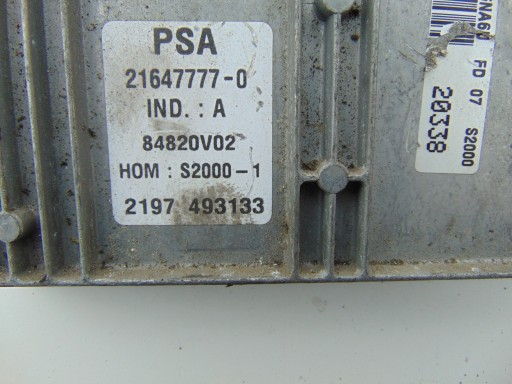 PSA
21647777-0
IND. : A
84820V02
HOM : S2000-1
2197 493133
FD 07 S2000
20338